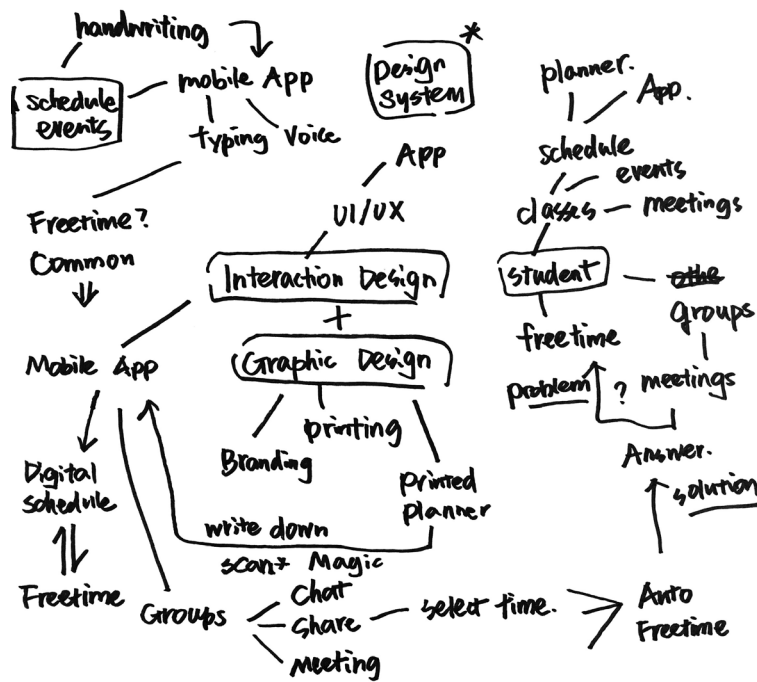 handwriting
mobile App
schedule
events
typing
voice
Freetime?
Common
Mobile App
Digital
schedule
Freetime
*
Design
System
App
UI/UX
Interaction Design
+
Graphic Design
Branding
printing
printed
planner
write down
scan* Magic
Groups
Chat
Share
Meeting
select time.
Auto
Freetime
planner.
App.
schedule
events
classes
meetings
student
othe
groups
freetime
problem
?
meetings
Answer.
solution